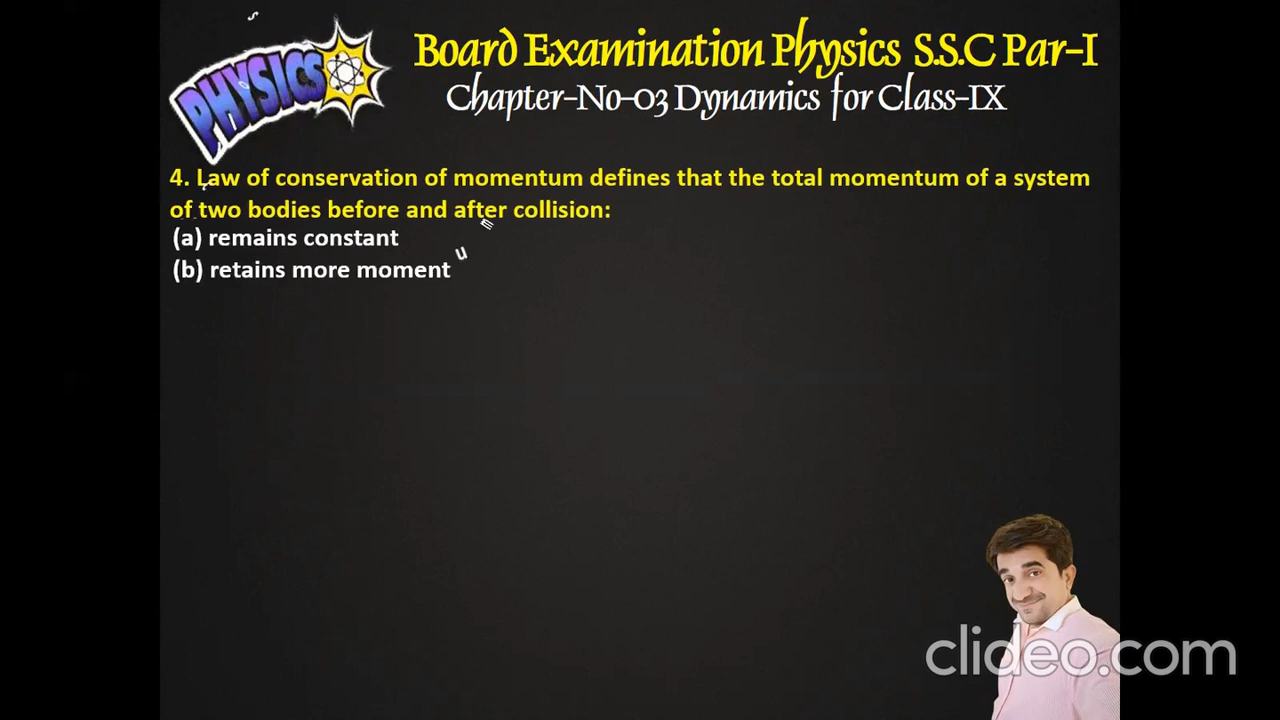 PHYSICS
Board Examination Physics S.S.C Par-I
Chapter-No-03 Dynamics for Class-IX
4. Law of conservation of momentum defines that the total momentum of a system
of two bodies before and after collision:
(a) remains constant
(b) retains more momentum
clideo.com